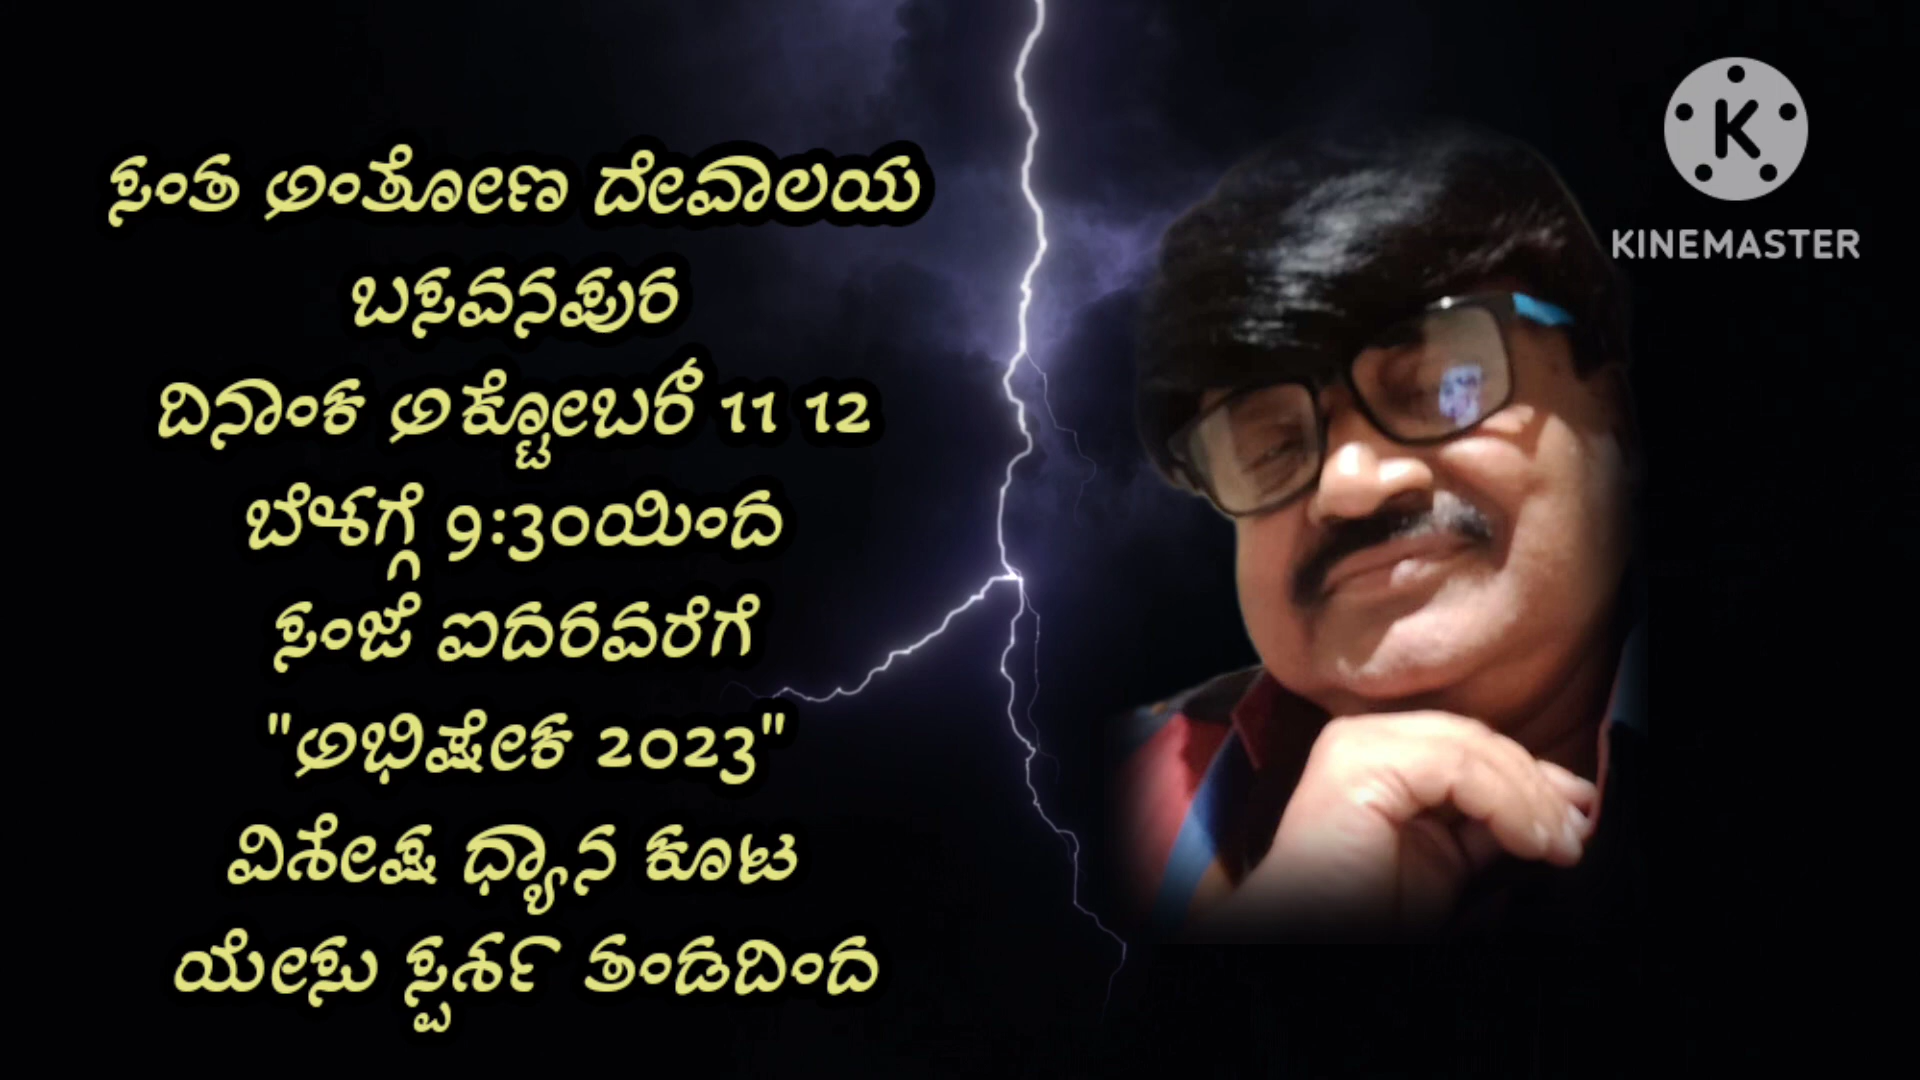 ಸಂತ ಅಂತೋಣಿ ದೇವಾಲಯ
ಬಸವನಪುರ
ದಿನಾಂಕ ಅಕ್ಟೋಬರ್ 11 12
ಬೆಳಗ್ಗೆ 9:30ಯಿಂದ
ಸಂಜೆ ಐದರವರೆಗೆ
"ಅಭಿಷೇಕ 2023"
ವಿಶೇಷ ಧ್ಯಾನ ಕೂಟ
ಯೇಸು ಸ್ಪರ್ಶ ತಂಡದಿಂದ
K
KINEMASTER